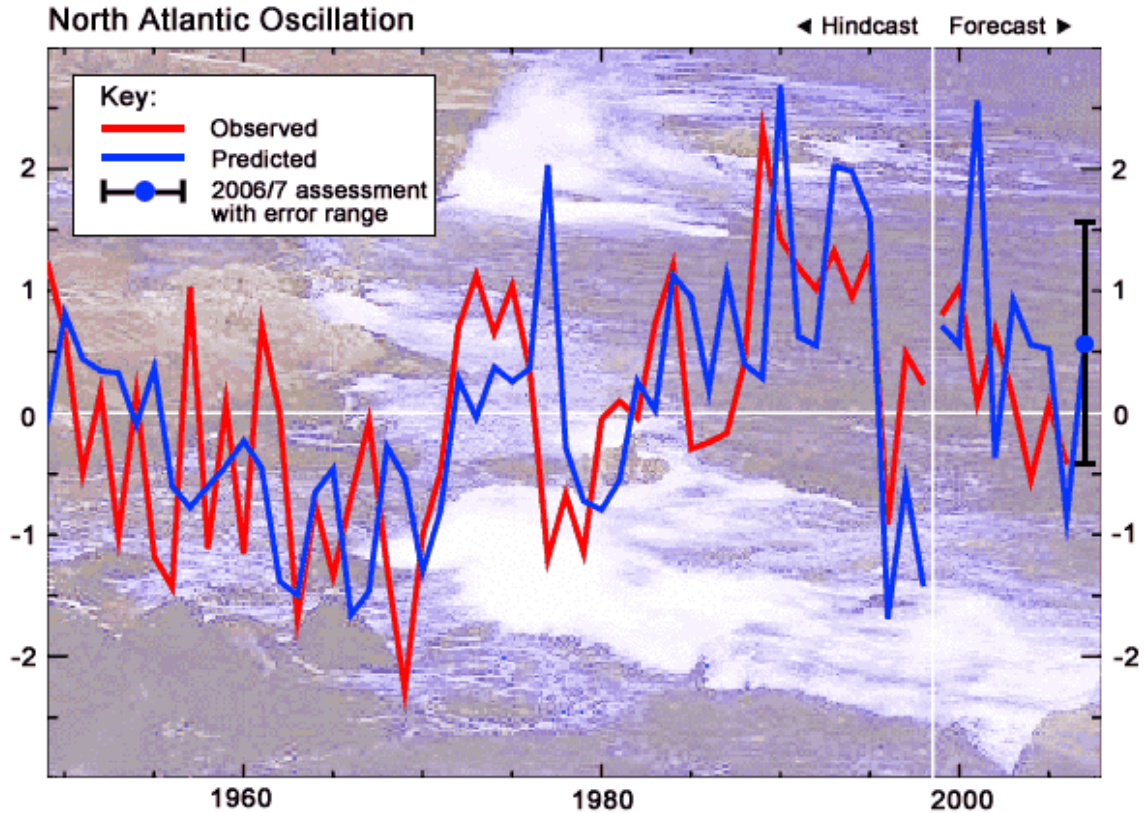 North Atlantic Oscillation
◄ Hindcast Forecast ►
Key:
Observed
Predicted
2006/7 assessment
with error range
2
1
0
-1
-2
2
1
0
-1
-2
1960 1980 2000